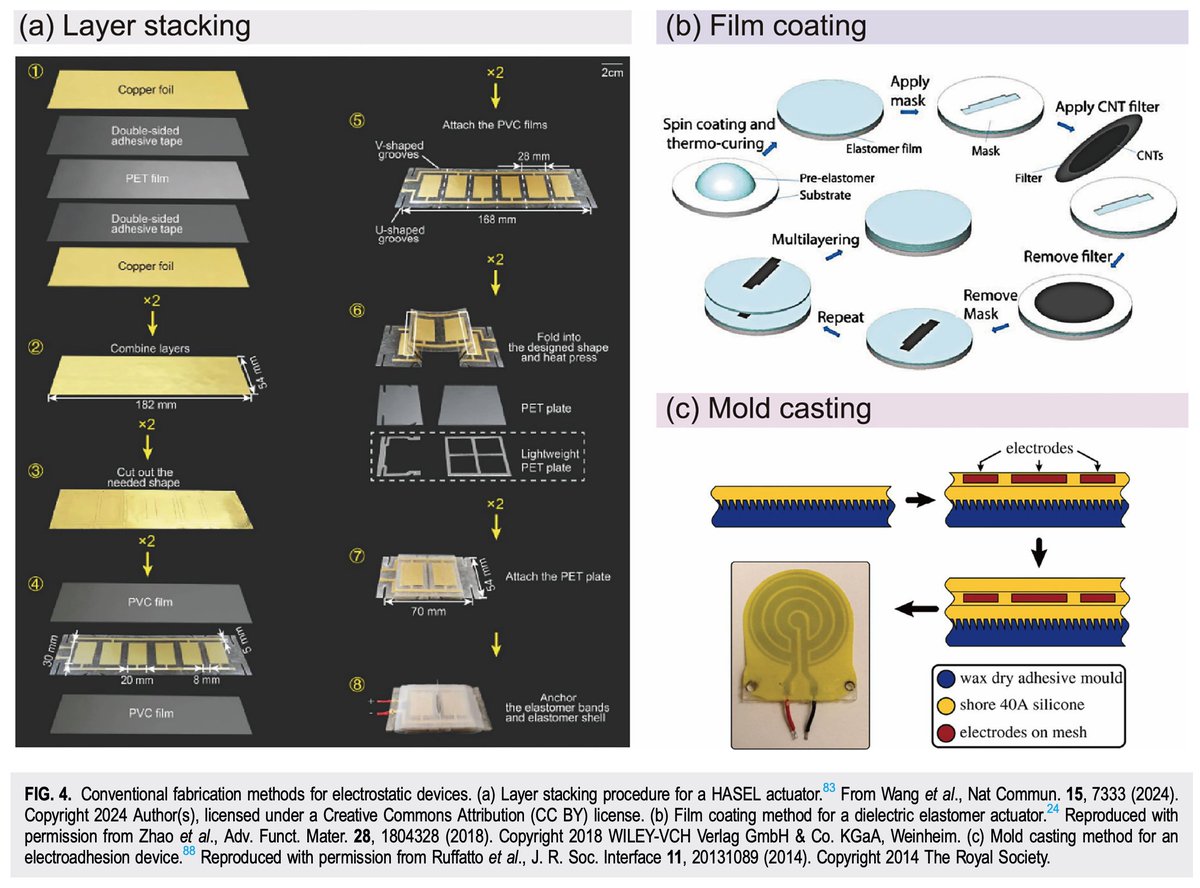 (a) Layer stacking
①
Copper foil
Double-sided
adhesive tape
PET film
Double-sided
adhesive tape
Copper foil
×2
②
Combine layers
54 mm
182 mm
×2
③
Cut out the
needed shape
×2
④
PVC film
30 mm
5 mm
20 mm
8 mm
PVC film
2cm
×2
⑤
Attach the PVC films
V-shaped
grooves
28 mm
168 mm
U-shaped
grooves
×2
⑥
Fold into
the designed shape
and heat press
PET plate
Lightweight
PET plate
×2
⑦
Attach the PET plate
54 mm
70 mm
⑧
+
-
Anchor
the elastomer bands
and elastomer shell
(b) Film coating
Spin coating and
thermo-curing
Pre-elastomer
Substrate
Elastomer film
Apply
mask
Mask
Apply CNT filter
CNTs
Filter
Remove filter
Remove
Mask
Repeat
Multilayering
(c) Mold casting
electrodes
wax dry adhesive mould
shore 40A silicone
electrodes on mesh
FIG. 4. Conventional fabrication methods for electrostatic devices. (a) Layer stacking procedure for a HASEL actuator.83 From Wang et al., Nat Commun. 15, 7333 (2024).
Copyright 2024 Author(s), licensed under a Creative Commons Attribution (CC BY) license. (b) Film coating method for a dielectric elastomer actuator.24 Reproduced with
permission from Zhao et al., Adv. Funct. Mater. 28, 1804328 (2018). Copyright 2018 WILEY-VCH Verlag GmbH & Co. KGaA, Weinheim. (c) Mold casting method for an
electroadhesion device.88 Reproduced with permission from Ruffatto et al., J. R. Soc. Interface 11, 20131089 (2014). Copyright 2014 The Royal Society.